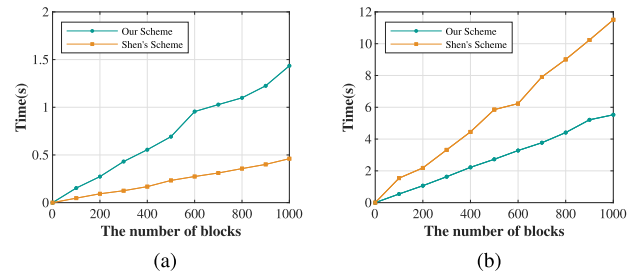 2
1.5
1
0.5
0
Time(s)
Our Scheme
Shen's Scheme
0 200 400 600 800 1000
The number of blocks
(a)
12
10
8
6
4
2
0
Time(s)
Our Scheme
Shen's Scheme
0 200 400 600 800 1000
The number of blocks
(b)